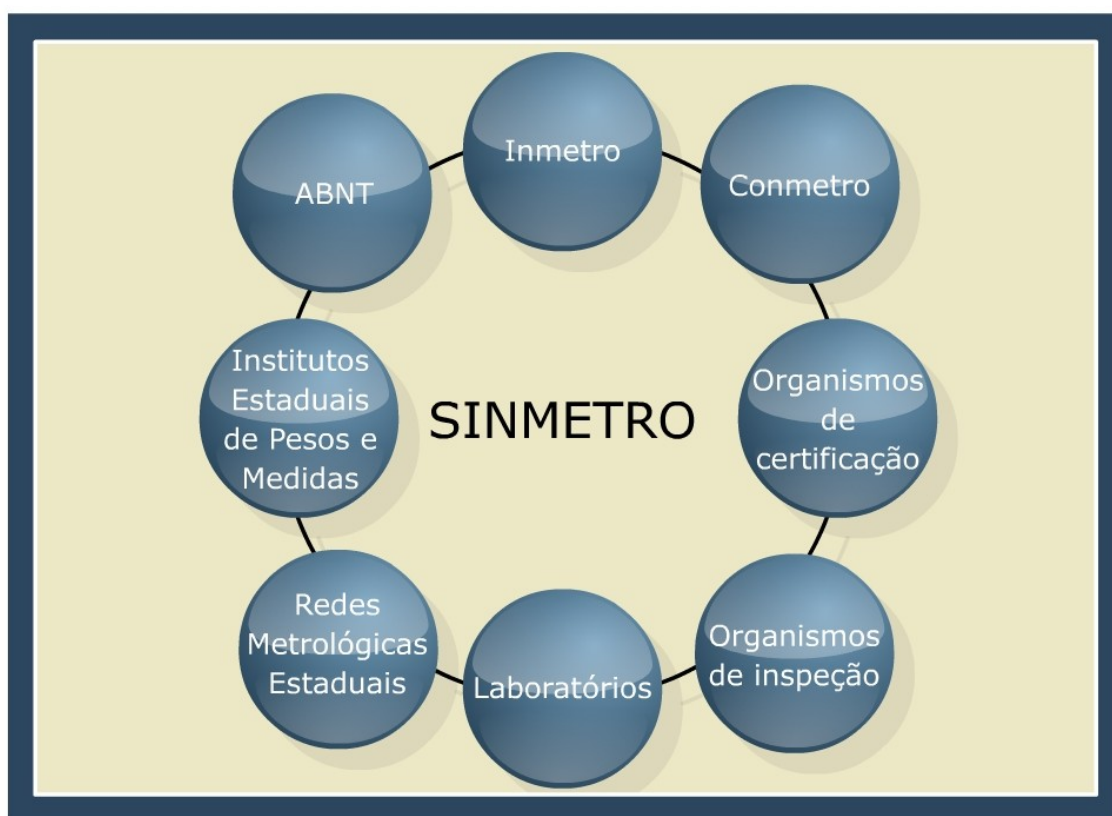 Inmetro
Conmetro
Organismos
de
certificação
Organismos
de inspeção
Laboratórios
Redes
Metrológicas
Estaduais
Institutos
Estaduais
de Pesos e
Medidas
ABNT
SINMETRO